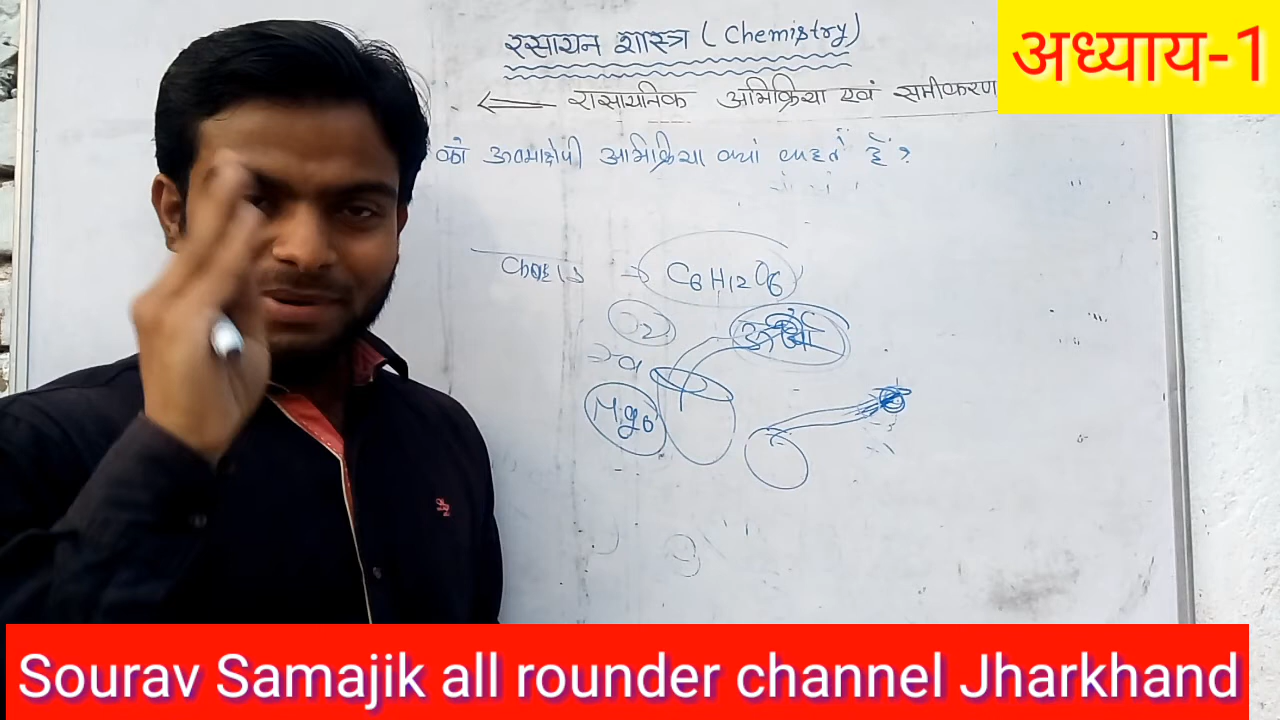 रसायन शास्त्र ( Chemistry)
अध्याय-1
रासायनिक अभिक्रिया एवं समीकरण
को अभिक्रिया क्यों कहते हैं ?
C6H12O6
O2
ऊर्जा
Mgo
Sourav Samajik all rounder channel Jharkhand